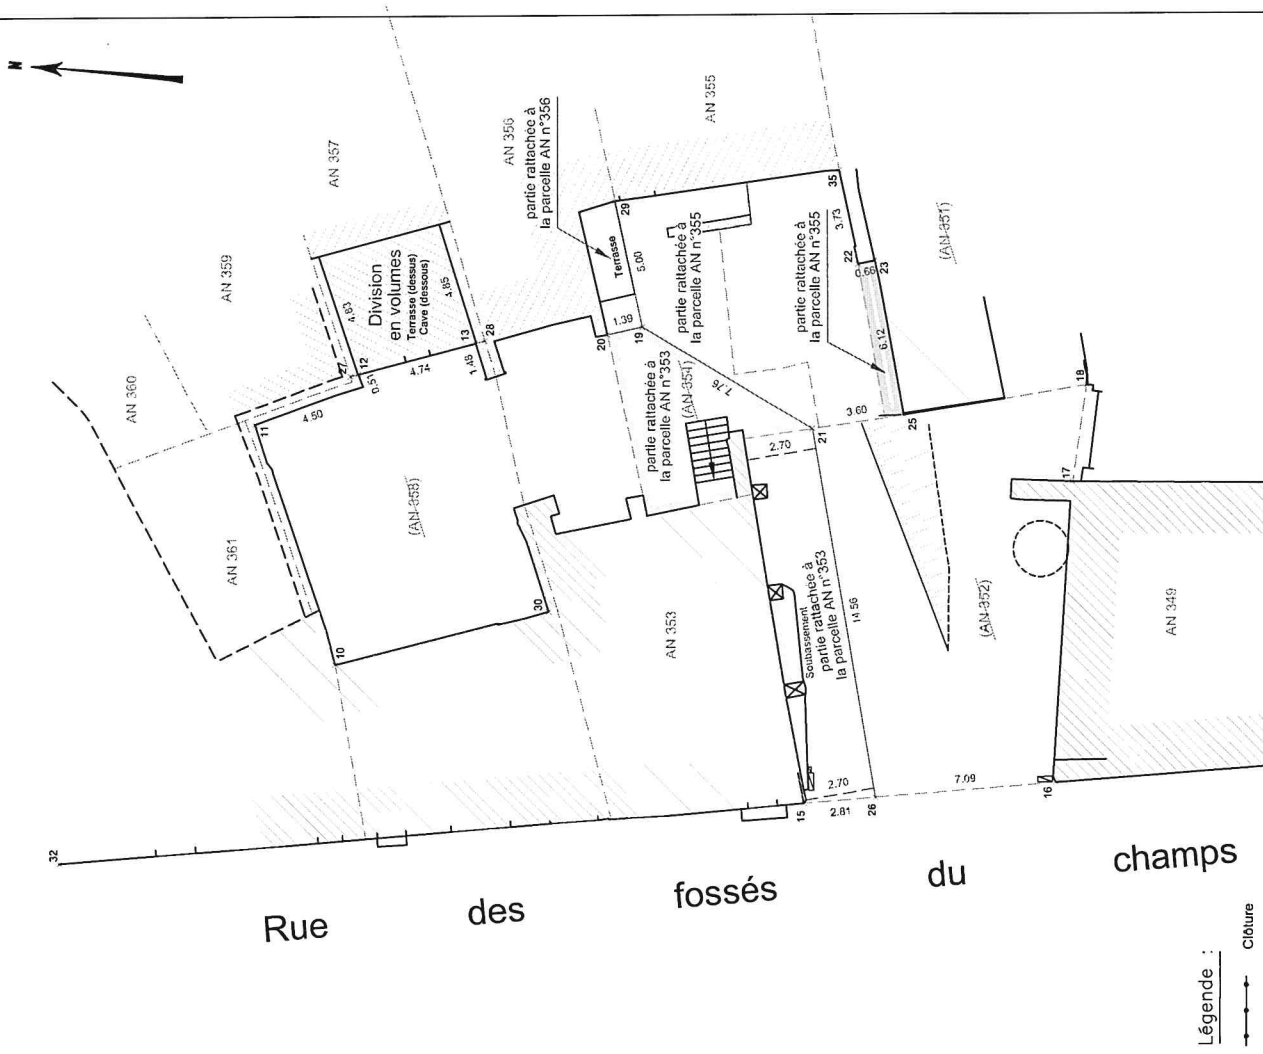 N
AN 355
AN 356
partie rattachée à
la parcelle AN n°356
AN 357
AN 359
AN 360
AN 361
Division
en volumes
Terrasse (dessus)
Cave (dessous)
4.63
4.85
4.74
0.51
4.50
27
12
13
28
11
10
30
(AN 358)
Terrasse
29
5.00
1.39
20
19
partie rattachée à
la parcelle AN n°355
partie rattachée à
la parcelle AN n°355
35
3.73
22
0.66
23
6.12
(AN 351)
partie rattachée à
la parcelle AN n°353
(AN 354)
7.76
3.60
21
25
2.70
18
17
AN 353
Soubassement
partie rattachée à
la parcelle AN n°353
14.56
(AN 352)
AN 349
15
2.70
2.81
26
7.09
16
32
Rue des fossés du champs
Légende :
Clôture